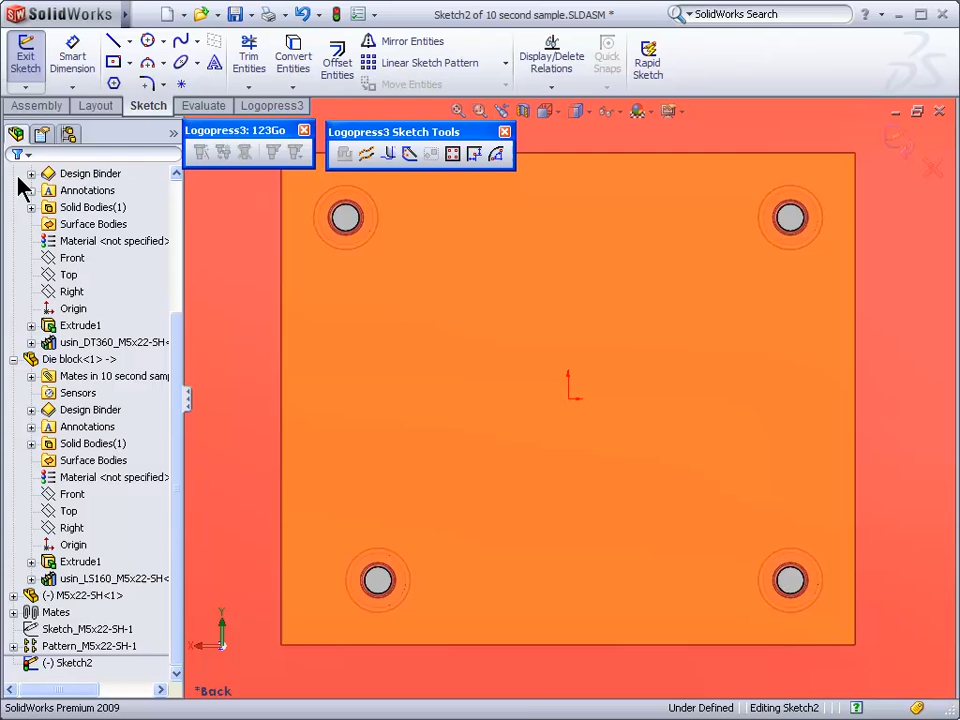 SolidWorks
Sketch2 of 10 second sample.SLDASM *
SolidWorks Search
Exit Sketch
Smart Dimension
Trim Entities
Convert Entities
Offset Entities
Mirror Entities
Linear Sketch Pattern
Move Entities
Display/Delete Relations
Quick Snaps
Rapid Sketch
Assembly
Layout
Sketch
Evaluate
Logopress3
Logopress3: 123Go
Logopress3 Sketch Tools
Design Binder
Annotations
Solid Bodies(1)
Surface Bodies
Material <not specified>
Front
Top
Right
Origin
Extrude1
usin_DT360_M5x22-SH<
Die block<1> ->
Mates in 10 second sam
Sensors
Design Binder
Annotations
Solid Bodies(1)
Surface Bodies
Material <not specified>
Front
Top
Right
Origin
Extrude1
usin_LS160_M5x22-SH<
(-) M5x22-SH<1>
Mates
Sketch_M5x22-SH-1
Pattern_M5x22-SH-1
(-) Sketch2
Y
X
*Back
SolidWorks Premium 2009
Under Defined
Editing Sketch2